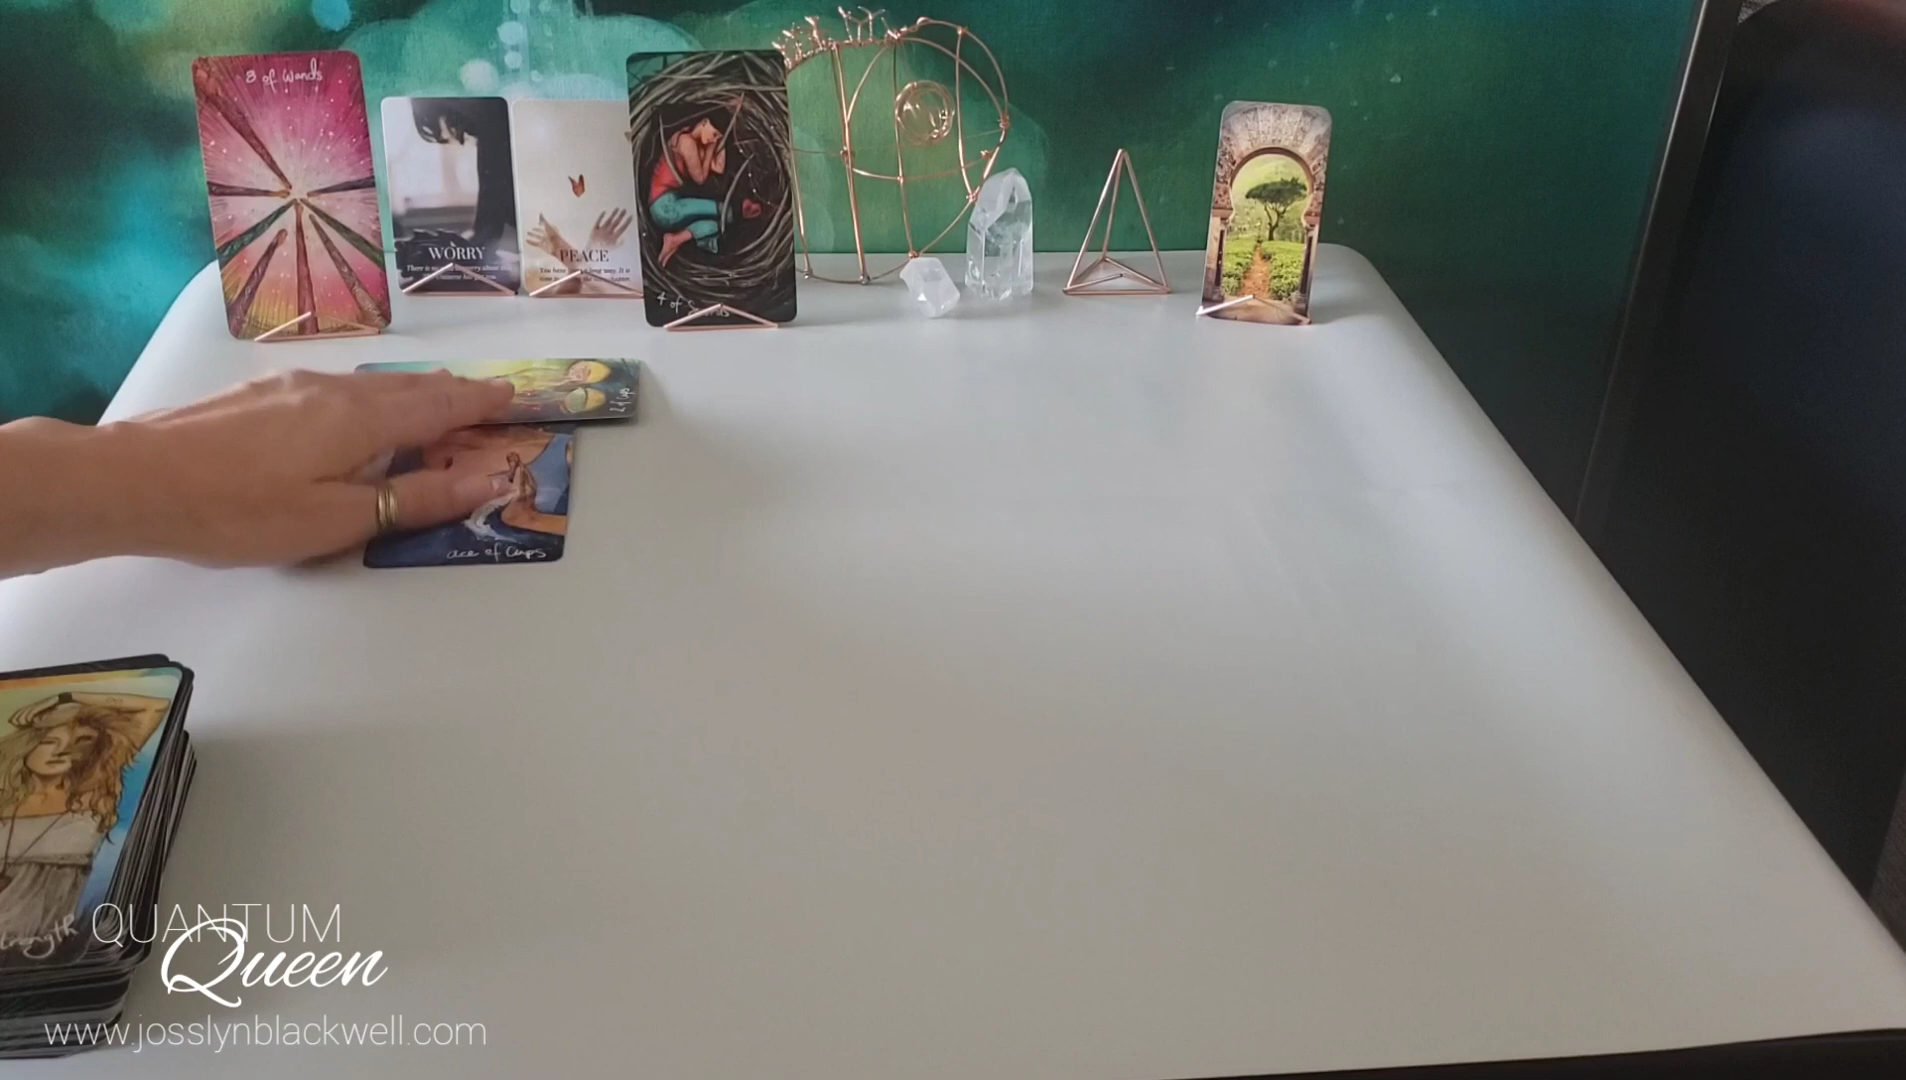 8 of Wands
WORRY
PEACE
4 of Swords
2 of Cups
ace of Cups
Strength
QUANTUM
Queen
www.josslynblackwell.com